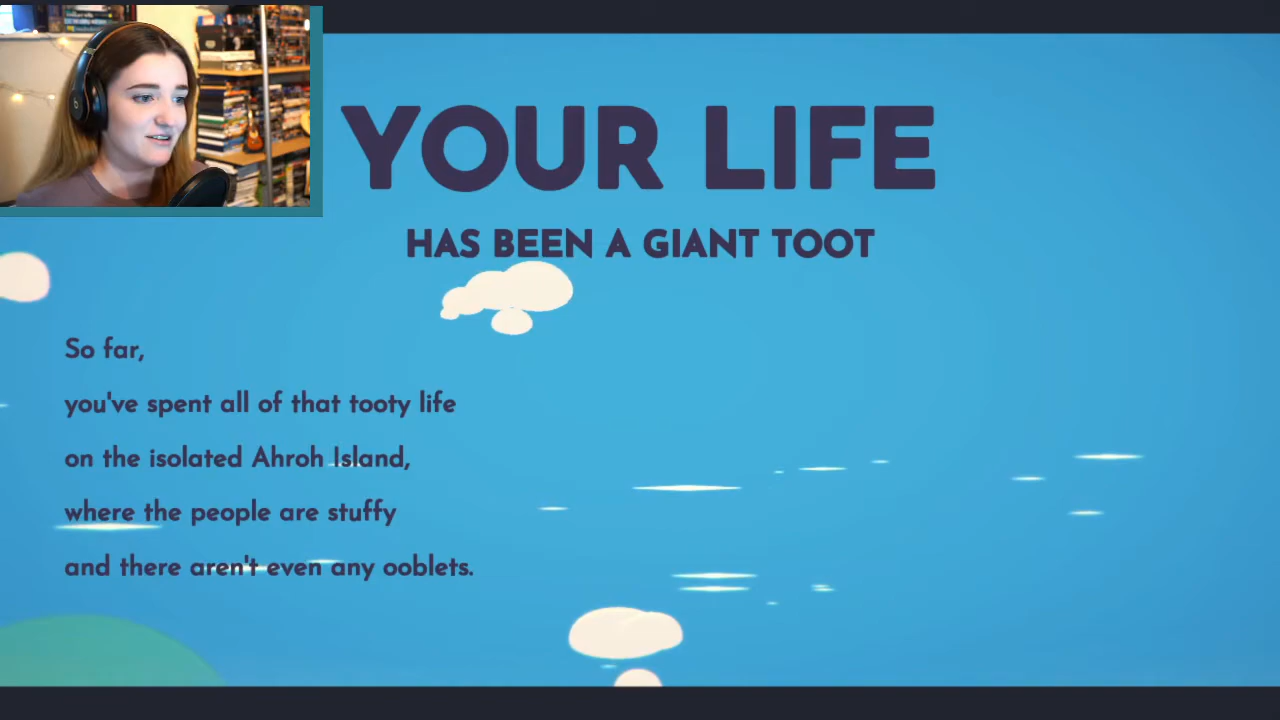 YOUR LIFE
HAS BEEN A GIANT TOOT
So far,
you've spent all of that tooty life
on the isolated Ahroh Island,
where the people are stuffy
and there aren't even any ooblets.